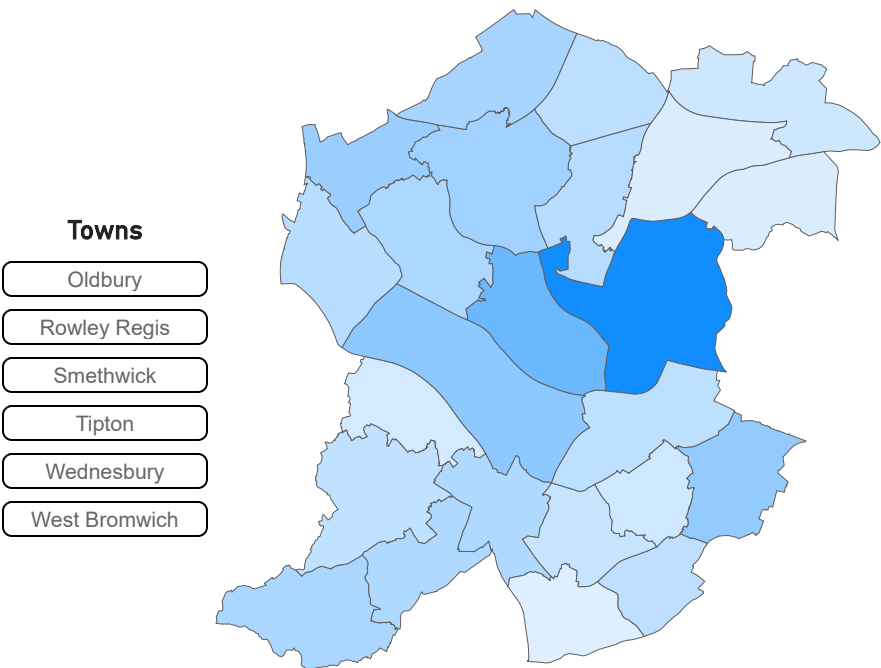 Towns
Oldbury
Rowley Regis
Smethwick
Tipton
Wednesbury
West Bromwich